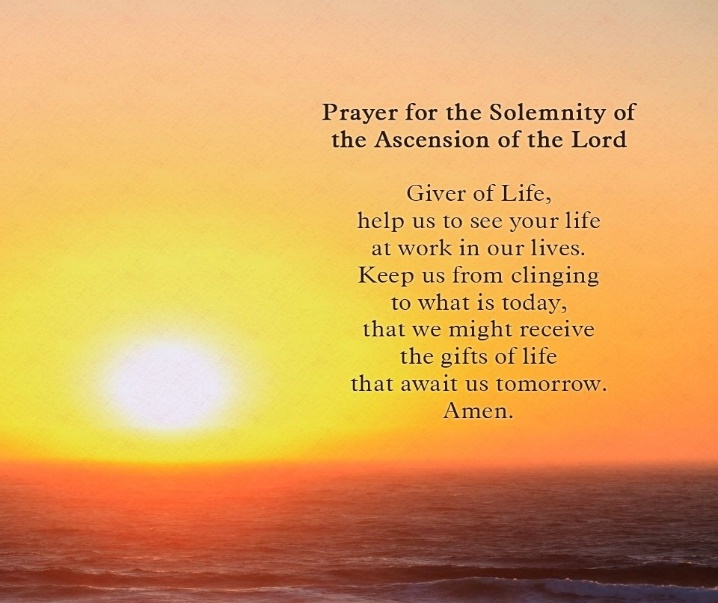 Prayer for the Solemnity of
the Ascension of the Lord
Giver of Life,
help us to see your life
at work in our lives.
Keep us from clinging
to what is today,
that we might receive
the gifts of life
that await us tomorrow.
Amen.